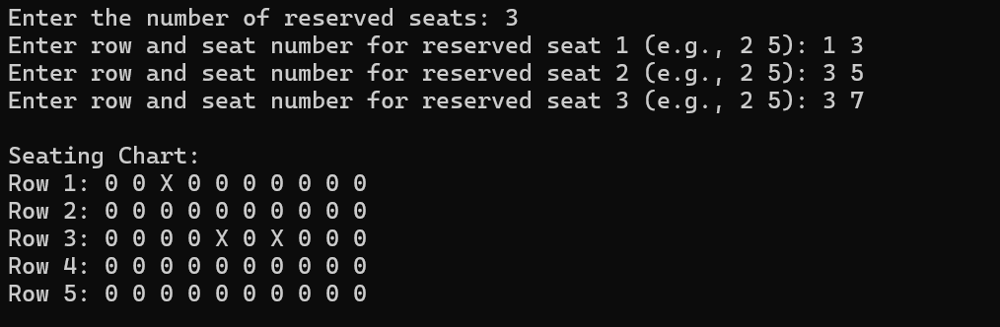 Enter the number of reserved seats: 3
Enter row and seat number for reserved seat 1 (e.g., 2 5): 1 3
Enter row and seat number for reserved seat 2 (e.g., 2 5): 3 5
Enter row and seat number for reserved seat 3 (e.g., 2 5): 3 7
Seating Chart:
Row 1: 0 0 X 0 0 0 0 0 0 0
Row 2: 0 0 0 0 0 0 0 0 0 0
Row 3: 0 0 0 0 X 0 X 0 0 0
Row 4: 0 0 0 0 0 0 0 0 0 0
Row 5: 0 0 0 0 0 0 0 0 0 0